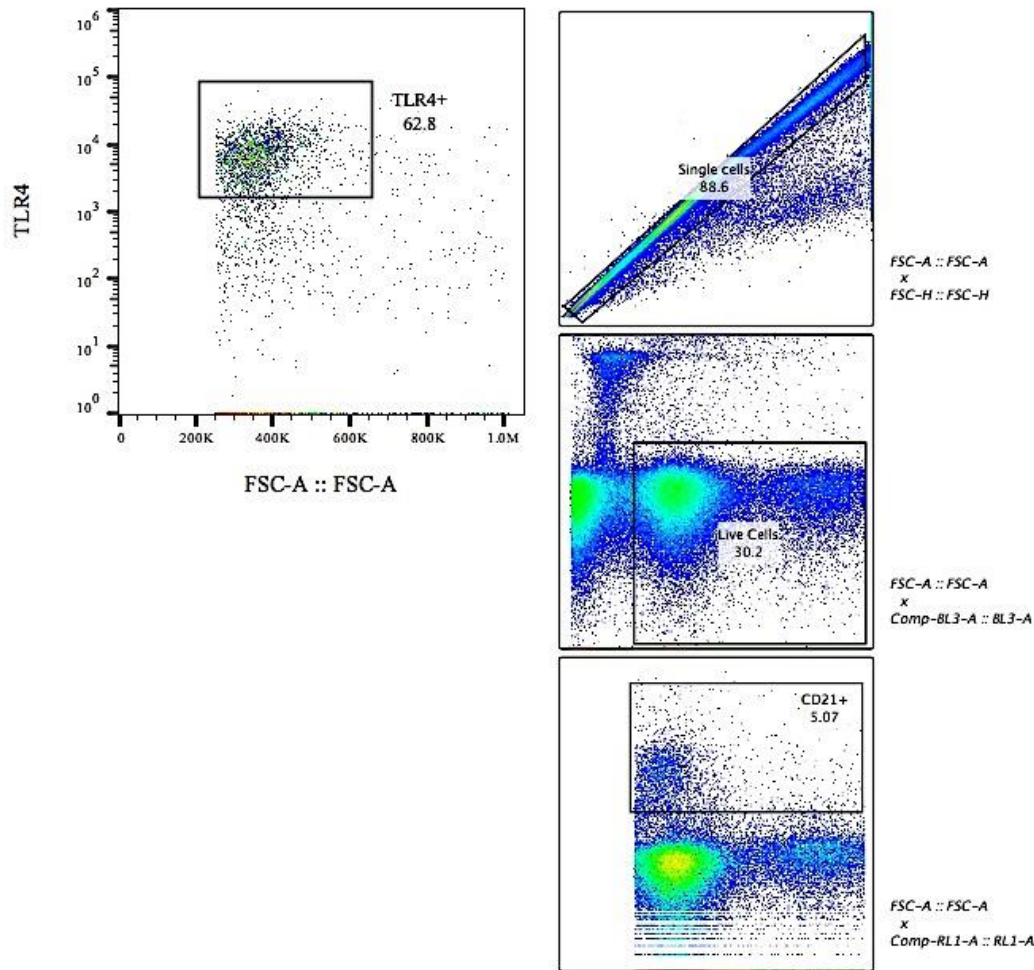 10^6
10^5
10^4
10^3
10^2
10^1
10^0
TLR4
TLR4+
62.8
0
200K
400K
600K
800K
1.0M
FSC-A :: FSC-A
Single cells
88.6
FSC-A :: FSC-A
x
FSC-H :: FSC-H
Live Cells
30.2
FSC-A :: FSC-A
x
Comp-BL3-A :: BL3-A
CD21+
5.07
FSC-A :: FSC-A
x
Comp-RL1-A :: RL1-A